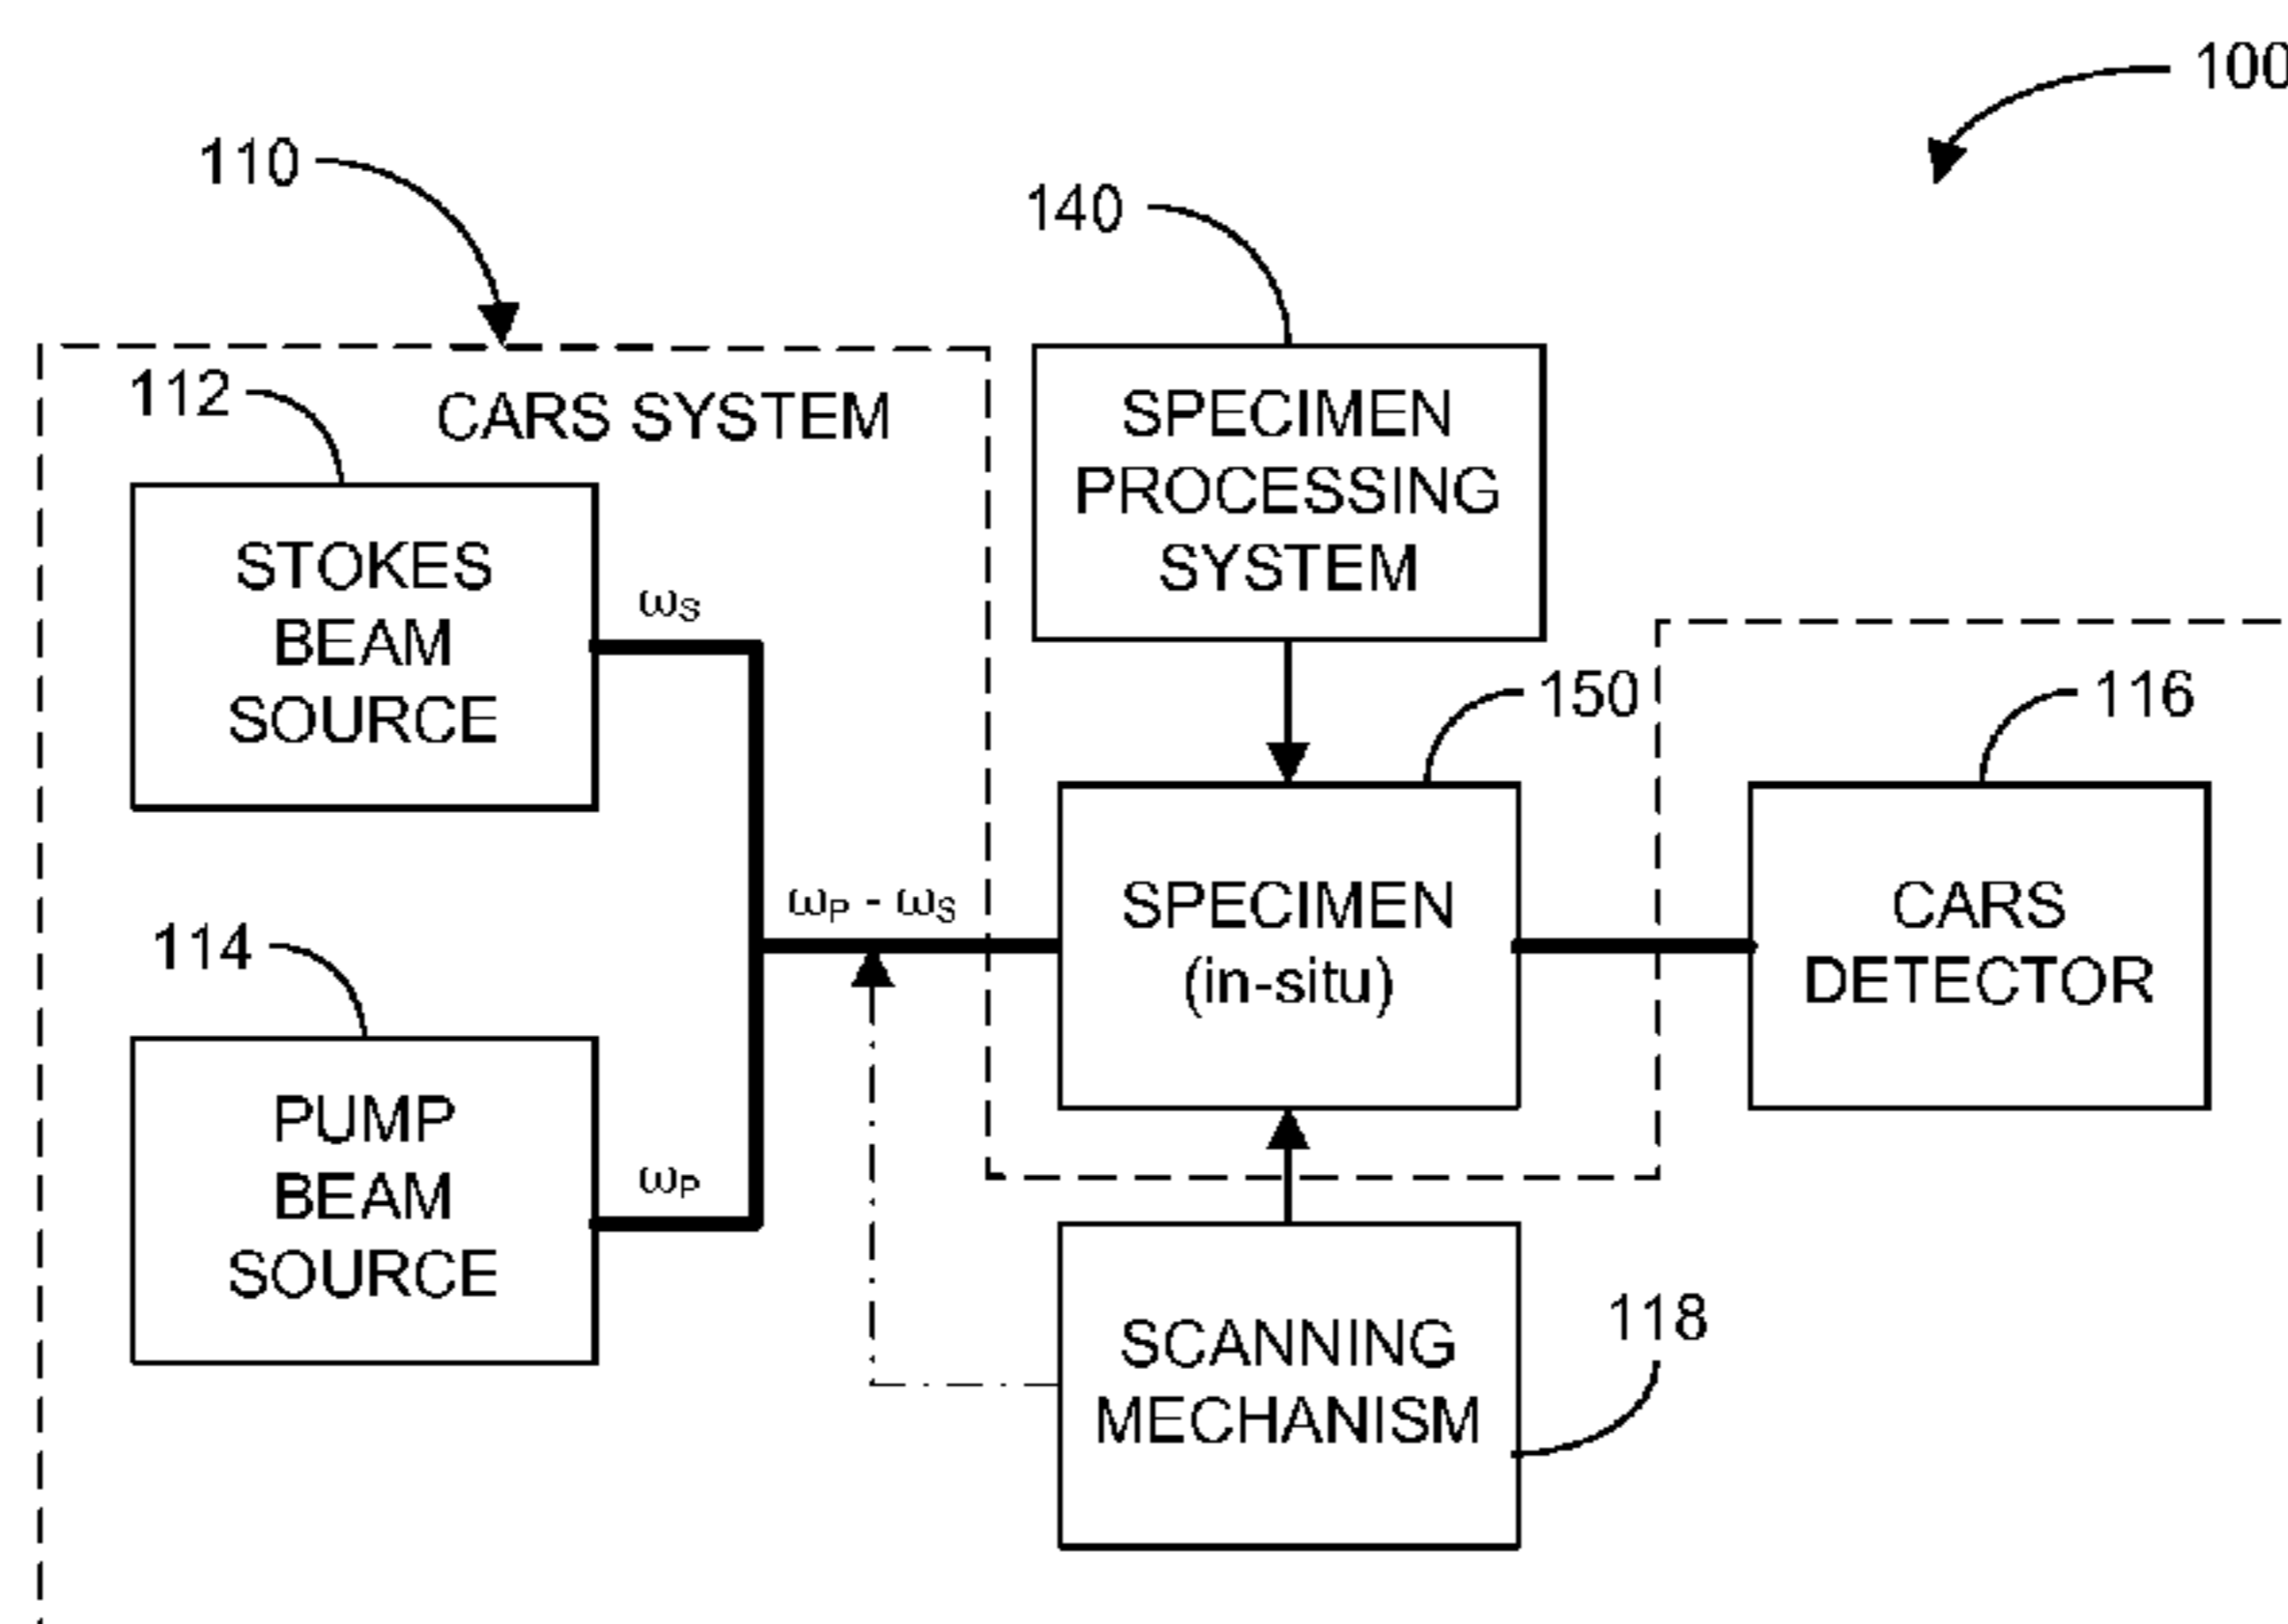 100
110
140
112
CARS SYSTEM
SPECIMEN
PROCESSING
SYSTEM
STOKES
BEAM
SOURCE
ωS
150
116
114
ωP - ωS
SPECIMEN
(in-situ)
CARS
DETECTOR
PUMP
BEAM
SOURCE
ωP
118
SCANNING
MECHANISM